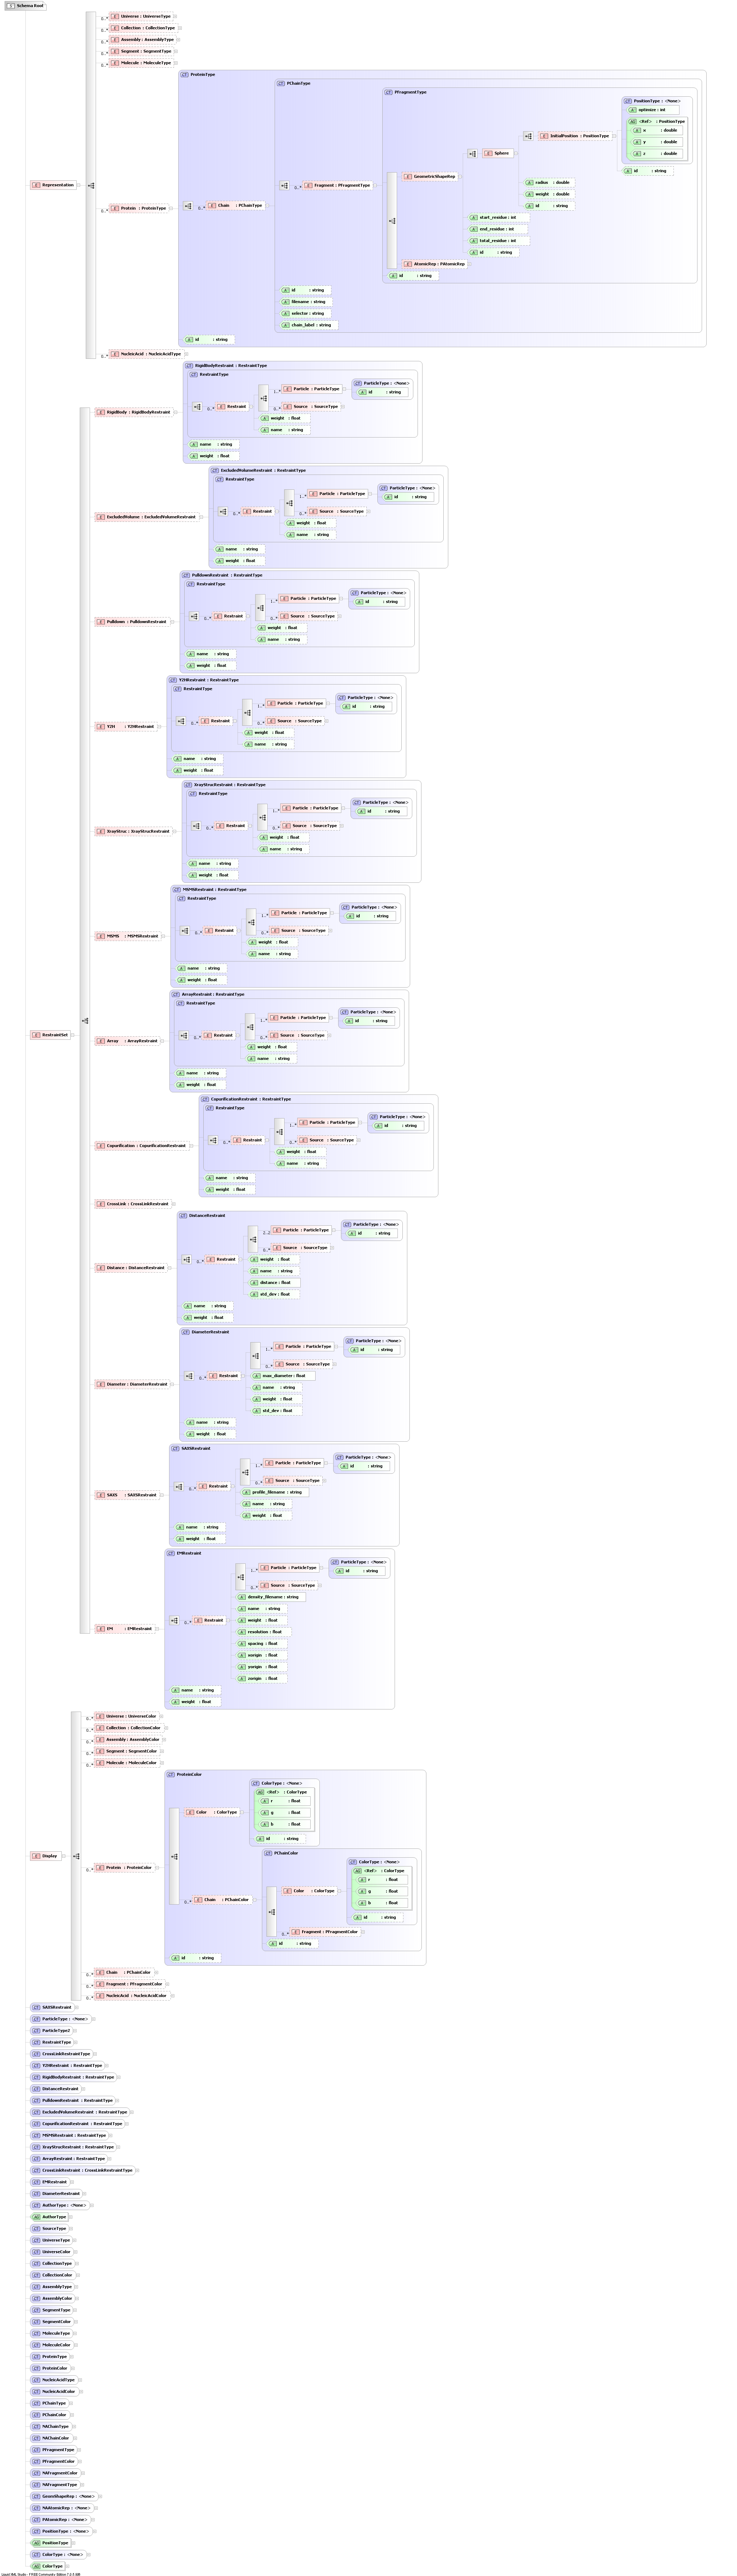 Schema Root
Representation
0..* Universe : UniverseType
0..* Collection : CollectionType
0..* Assembly : AssemblyType
0..* Segment : SegmentType
0..* Molecule : MoleculeType
0..* Protein : ProteinType
ProteinType
0..* Chain : PChainType
PChainType
0..* Fragment : PFragmentType
PFragmentType
GeometricShapeRep
Sphere
InitialPosition : PositionType
PositionType : <None>
optimize : int
<Ref> : PositionType
x : double
y : double
z : double
id : string
radius : double
weight : double
id : string
start_residue : int
end_residue : int
total_residue : int
id : string
AtomicRep : PAtomicRep
id : string
id : string
filename : string
selector : string
chain_label : string
id : string
0..* NucleicAcid : NucleicAcidType
RestraintSet
RigidBody : RigidBodyRestraint
RigidBodyRestraint : RestraintType
RestraintType
0..* Restraint
1..* Particle : ParticleType
ParticleType : <None>
id : string
0..* Source : SourceType
weight : float
name : string
name : string
weight : float
ExcludedVolume : ExcludedVolumeRestraint
ExcludedVolumeRestraint : RestraintType
RestraintType
0..* Restraint
1..* Particle : ParticleType
ParticleType : <None>
id : string
0..* Source : SourceType
weight : float
name : string
name : string
weight : float
Pulldown : PulldownRestraint
PulldownRestraint : RestraintType
RestraintType
0..* Restraint
1..* Particle : ParticleType
ParticleType : <None>
id : string
0..* Source : SourceType
weight : float
name : string
name : string
weight : float
Y2H : Y2HRestraint
Y2HRestraint : RestraintType
RestraintType
0..* Restraint
1..* Particle : ParticleType
ParticleType : <None>
id : string
0..* Source : SourceType
weight : float
name : string
name : string
weight : float
XrayStruc : XrayStrucRestraint
XrayStrucRestraint : RestraintType
RestraintType
0..* Restraint
1..* Particle : ParticleType
ParticleType : <None>
id : string
0..* Source : SourceType
weight : float
name : string
name : string
weight : float
MSMS : MSMSRestraint
MSMSRestraint : RestraintType
RestraintType
0..* Restraint
1..* Particle : ParticleType
ParticleType : <None>
id : string
0..* Source : SourceType
weight : float
name : string
name : string
weight : float
Array : ArrayRestraint
ArrayRestraint : RestraintType
RestraintType
0..* Restraint
1..* Particle : ParticleType
ParticleType : <None>
id : string
0..* Source : SourceType
weight : float
name : string
name : string
weight : float
Copurification : CopurificationRestraint
CopurificationRestraint : RestraintType
RestraintType
0..* Restraint
1..* Particle : ParticleType
ParticleType : <None>
id : string
0..* Source : SourceType
weight : float
name : string
name : string
weight : float
CrossLink : CrossLinkRestraint
Distance : DistanceRestraint
DistanceRestraint
0..* Restraint
2..2 Particle : ParticleType
ParticleType : <None>
id : string
0..* Source : SourceType
weight : float
name : string
distance : float
std_dev : float
name : string
weight : float
Diameter : DiameterRestraint
DiameterRestraint
0..* Restraint
1..* Particle : ParticleType
ParticleType : <None>
id : string
0..* Source : SourceType
max_diameter : float
name : string
weight : float
std_dev : float
name : string
weight : float
SAXS : SAXSRestraint
SAXSRestraint
0..* Restraint
1..* Particle : ParticleType
ParticleType : <None>
id : string
0..* Source : SourceType
profile_filename : string
name : string
weight : float
name : string
weight : float
EM : EMRestraint
EMRestraint
0..* Restraint
1..* Particle : ParticleType
ParticleType : <None>
id : string
0..* Source : SourceType
density_filename : string
name : string
weight : float
resolution : float
spacing : float
xorigin : float
yorigin : float
zorigin : float
name : string
weight : float
Display
0..* Universe : UniverseColor
0..* Collection : CollectionColor
0..* Assembly : AssemblyColor
0..* Segment : SegmentColor
0..* Molecule : MoleculeColor
0..* Protein : ProteinColor
ProteinColor
Color : ColorType
ColorType : <None>
<Ref> : ColorType
r : float
g : float
b : float
id : string
0..* Chain : PChainColor
PChainColor
Color : ColorType
ColorType : <None>
<Ref> : ColorType
r : float
g : float
b : float
id : string
0..* Fragment : PFragmentColor
id : string
id : string
0..* Chain : PChainColor
0..* Fragment : PFragmentColor
0..* NucleicAcid : NucleicAcidColor
SAXSRestraint
ParticleType : <None>
ParticleType2
RestraintType
CrossLinkRestraintType
Y2HRestraint : RestraintType
RigidBodyRestraint : RestraintType
DistanceRestraint
PulldownRestraint : RestraintType
ExcludedVolumeRestraint : RestraintType
CopurificationRestraint : RestraintType
MSMSRestraint : RestraintType
XrayStrucRestraint : RestraintType
ArrayRestraint : RestraintType
CrossLinkRestraint : CrossLinkRestraintType
EMRestraint
DiameterRestraint
AuthorType : <None>
AuthorType
SourceType
UniverseType
UniverseColor
CollectionType
CollectionColor
AssemblyType
AssemblyColor
SegmentType
SegmentColor
MoleculeType
MoleculeColor
ProteinType
ProteinColor
NucleicAcidType
NucleicAcidColor
PChainType
PChainColor
NAChainType
NAChainColor
PFragmentType
PFragmentColor
NAFragmentColor
NAFragmentType
GeomShapeRep : <None>
NAAtomicRep : <None>
PAtomicRep : <None>
PositionType : <None>
PositionType
ColorType : <None>
ColorType